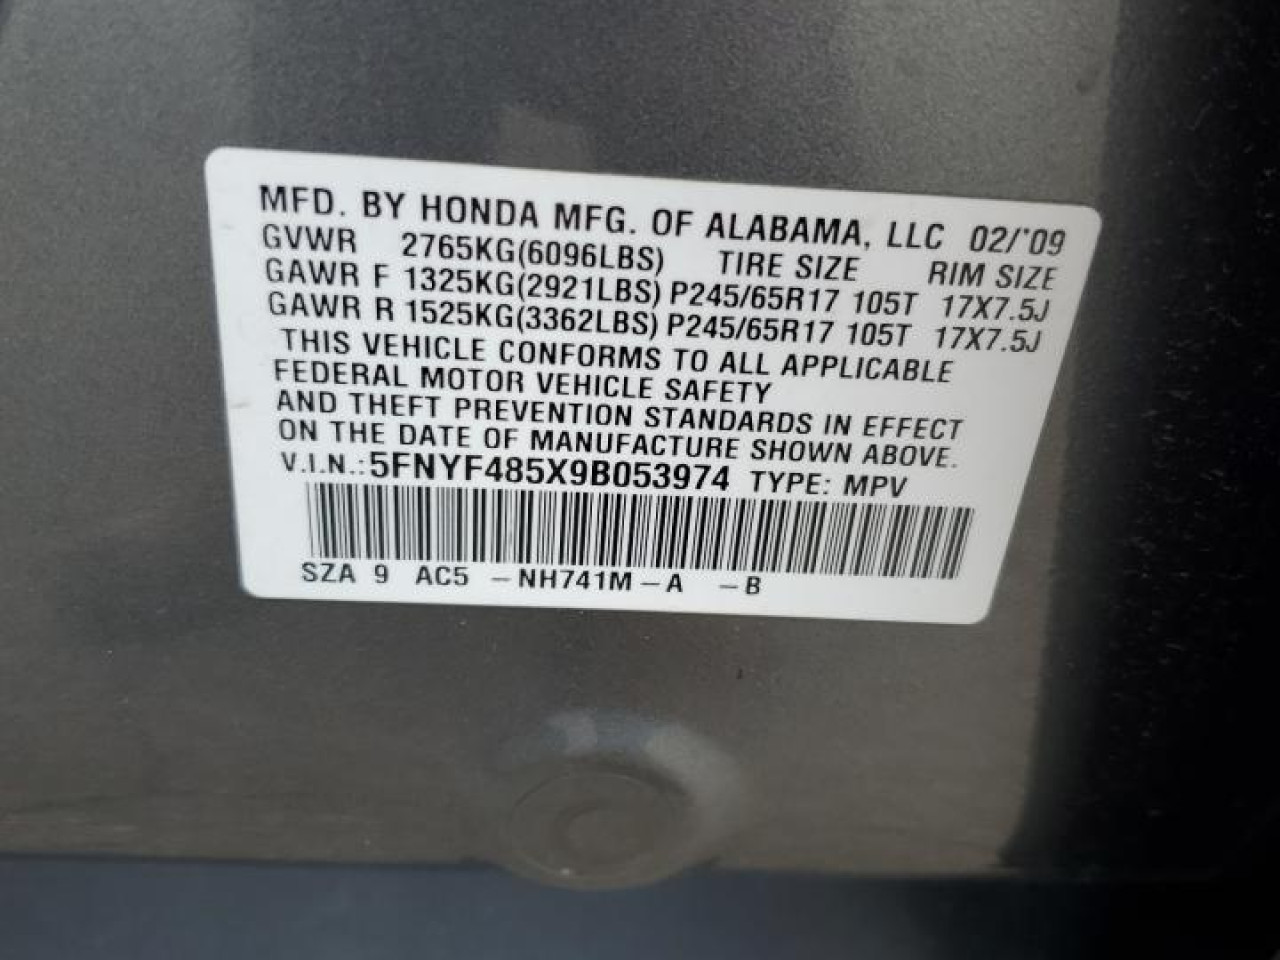 MFD. BY HONDA MFG. OF ALABAMA, LLC 02/'09
GVWR 2765KG(6096LBS) TIRE SIZE RIM SIZE
GAWR F 1325KG(2921LBS) P245/65R17 105T 17X7.5J
GAWR R 1525KG(3362LBS) P245/65R17 105T 17X7.5J
THIS VEHICLE CONFORMS TO ALL APPLICABLE
FEDERAL MOTOR VEHICLE SAFETY
AND THEFT PREVENTION STANDARDS IN EFFECT
ON THE DATE OF MANUFACTURE SHOWN ABOVE.
V.I.N.: 5FNYF485X9B053974 TYPE: MPV
SZA 9 AC5 -NH741M-A -B